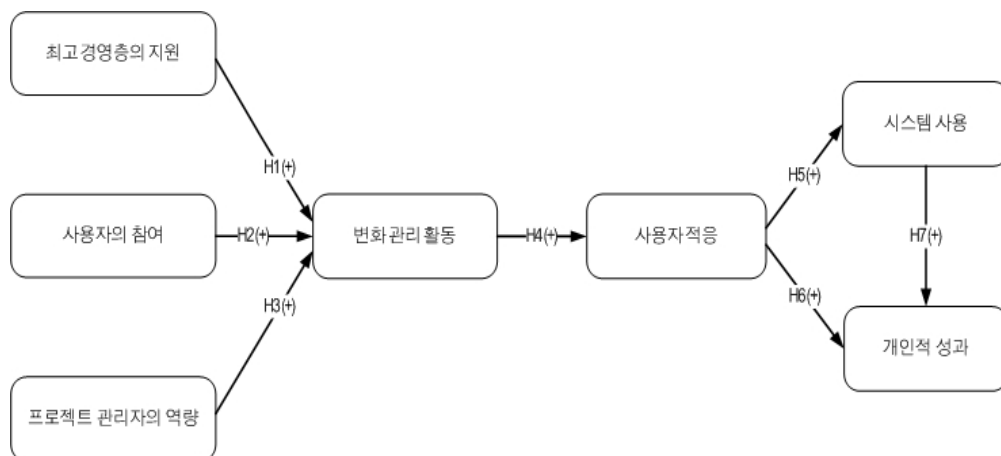 최고 경영층의 지원
시스템 사용
H1(+)
H5(+)
사용자의 참여
H2(+)
변화 관리 활동
H4(+)
사용자 적응
H7(+)
H3(+)
H6(+)
개인적 성과
프로젝트 관리자의 역량